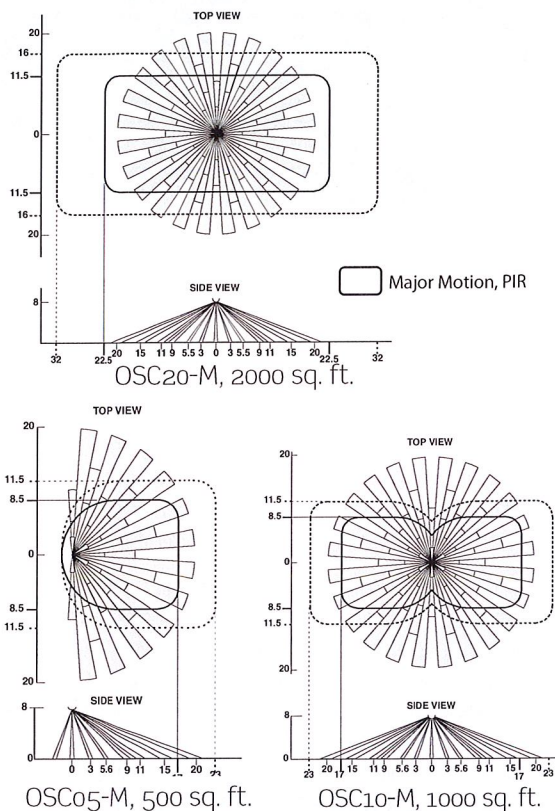 TOP VIEW
20
16
11.5
0
11.5
16
20
SIDE VIEW
8
Major Motion, PIR
32 22.5 20 15 11 9 5.5 3 0 3 5.5 9 11 15 20 22.5 32
OSC20-M, 2000 sq. ft.
TOP VIEW
20
11.5
8.5
0
8.5
11.5
20
SIDE VIEW
8
0
0 3 5.6 9 11 15 20 23
OSC05-M, 500 sq. ft.
TOP VIEW
20
11.5
8.5
0
8.5
11.5
20
SIDE VIEW
8
0
23 20 17 15 9 5.6 3 0 3 5.6 9 11 15 17 20 23
OSC10-M, 1000 sq. ft.